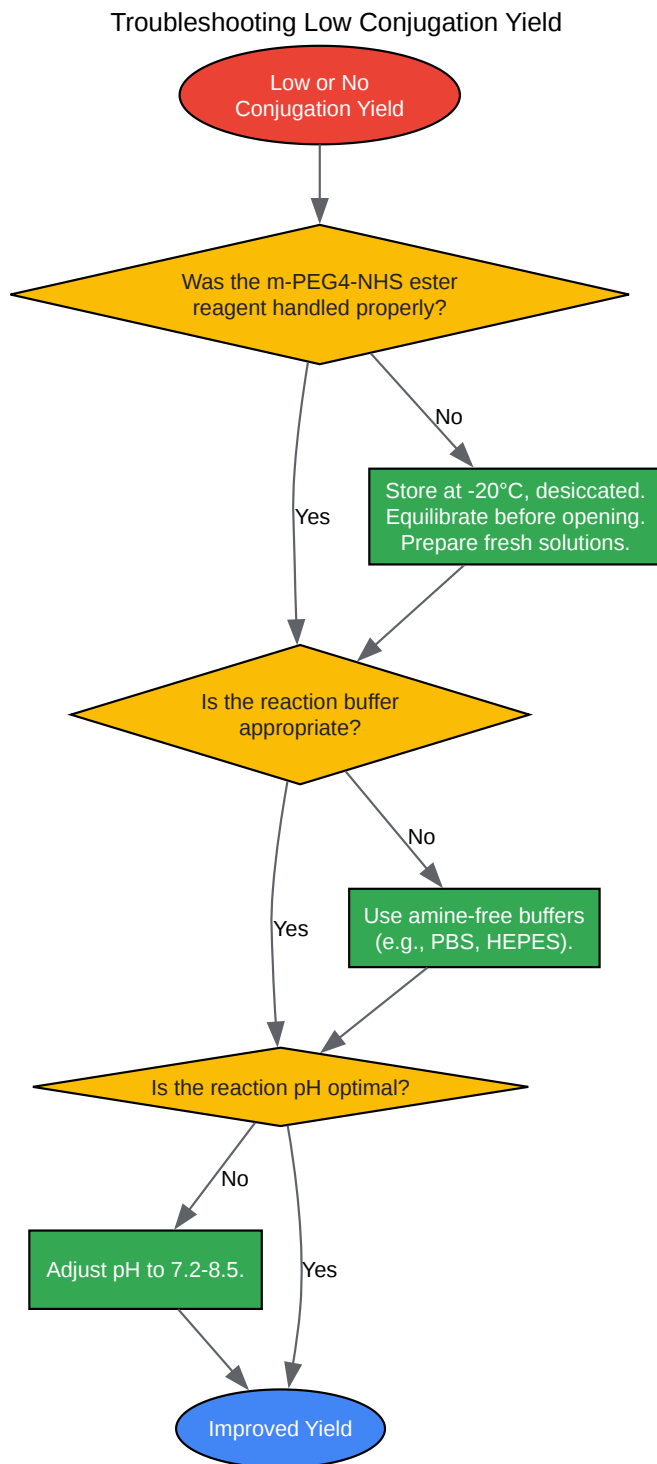 Troubleshooting Low Conjugation Yield
Low or No
Conjugation Yield
Was the m-PEG4-NHS ester
reagent handled properly?
No
Store at -20°C, desiccated.
Equilibrate before opening.
Prepare fresh solutions.
Yes
Is the reaction buffer
appropriate?
No
Use amine-free buffers
(e.g., PBS, HEPES).
Yes
Is the reaction pH optimal?
No
Adjust pH to 7.2-8.5.
Yes
Improved Yield